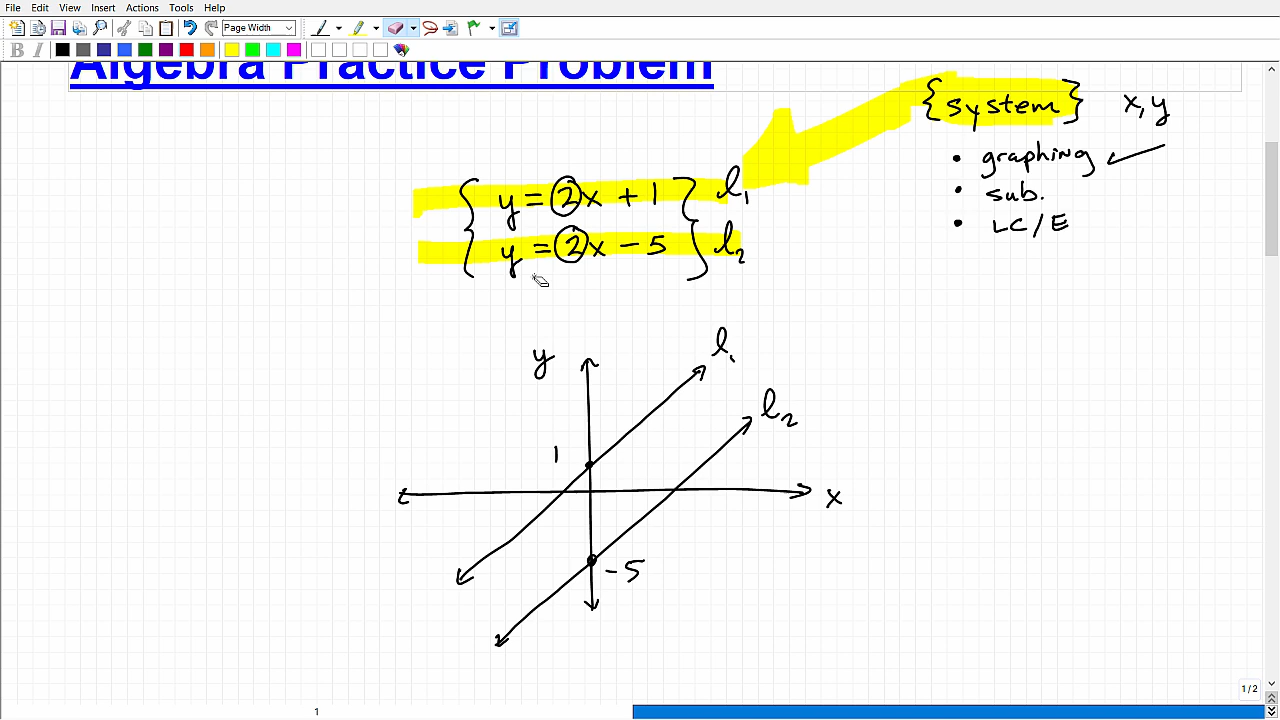 File Edit View Insert Actions Tools Help
Page Width
B I
Algebra Practice Problem
{system} x, y
• graphing
• sub.
• LC/E
{ y = 2x + 1 } l₁
{ y = 2x - 5 } l₂
y
l₁
l₂
1
x
-5
1/2
1